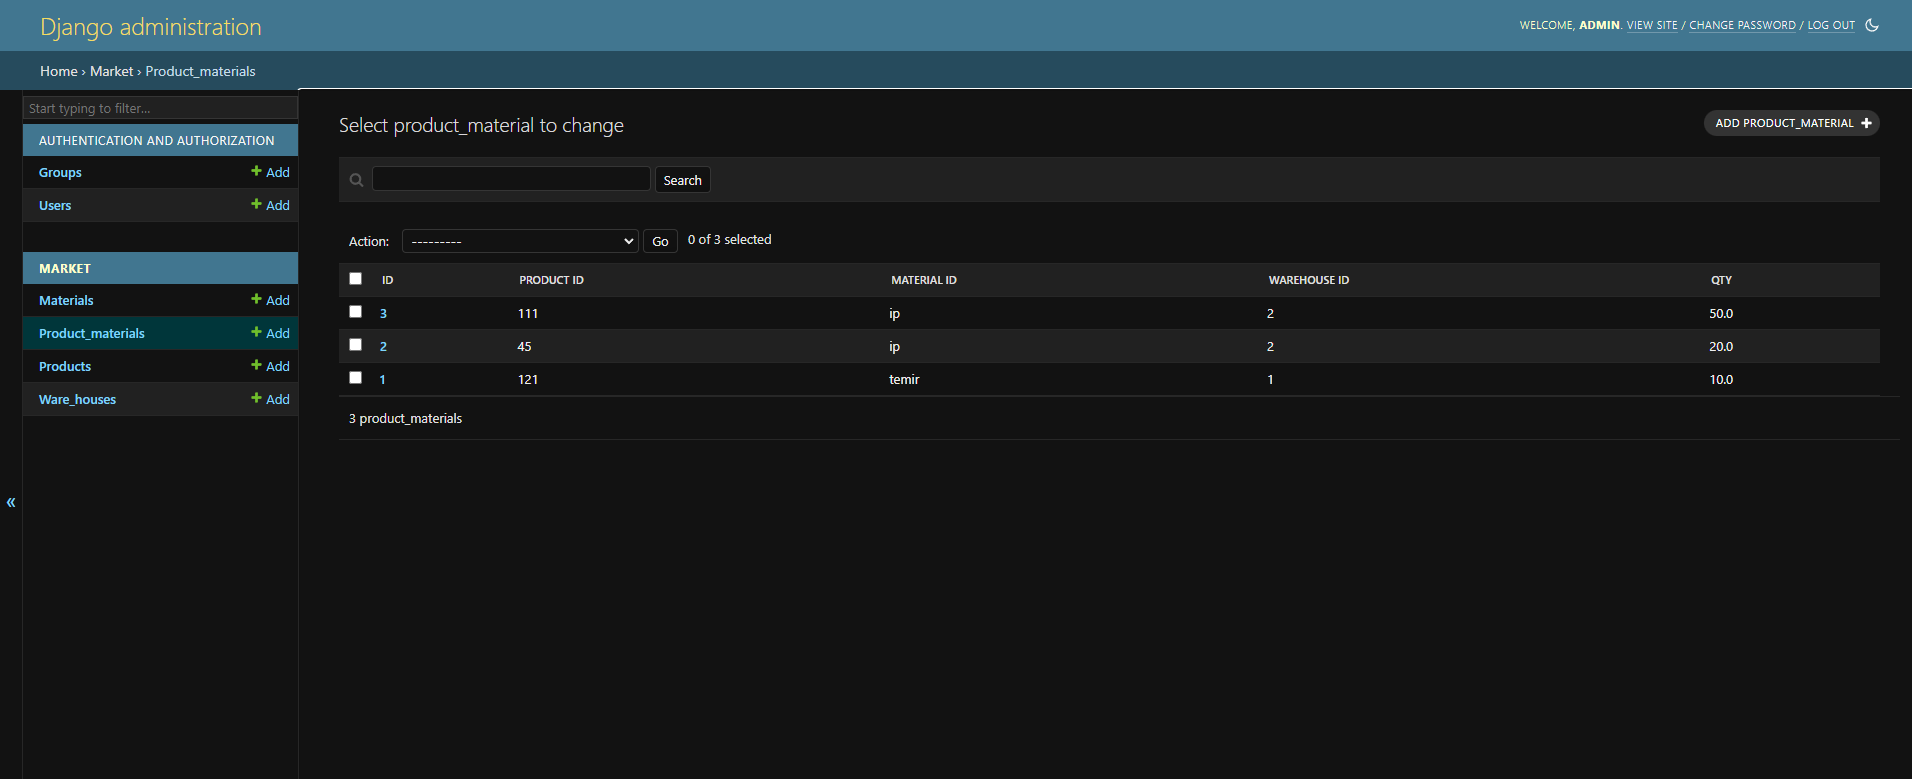 Django administration
WELCOME, ADMIN. VIEW SITE / CHANGE PASSWORD / LOG OUT
Home › Market › Product_materials
Start typing to filter...
AUTHENTICATION AND AUTHORIZATION
Groups + Add
Users + Add
MARKET
Materials + Add
Product_materials + Add
Products + Add
Ware_houses + Add
«
Select product_material to change
ADD PRODUCT_MATERIAL +
Search
Action: --------- Go 0 of 3 selected
ID PRODUCT ID MATERIAL ID WAREHOUSE ID QTY
3 111 ip 2 50.0
2 45 ip 2 20.0
1 121 temir 1 10.0
3 product_materials